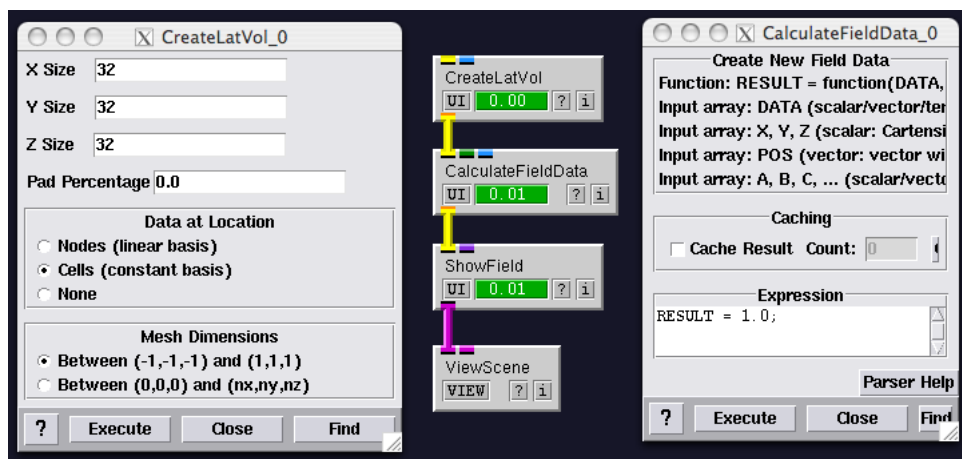 CreateLatVol_0
X Size 32
Y Size 32
Z Size 32
Pad Percentage 0.0
Data at Location
Nodes (linear basis)
Cells (constant basis)
None
Mesh Dimensions
Between (-1,-1,-1) and (1,1,1)
Between (0,0,0) and (nx,ny,nz)
? Execute Close Find
CreateLatVol
UI 0.00 ? i
CalculateFieldData
UI 0.01 ? i
ShowField
UI 0.01 ? i
ViewScene
VIEW ? i
CalculateFieldData_0
Create New Field Data
Function: RESULT = function(DATA,
Input array: DATA (scalar/vector/ter
Input array: X, Y, Z (scalar: Cartensi
Input array: POS (vector: vector wi
Input array: A, B, C, ... (scalar/vecto
Caching
Cache Result Count: 0
Expression
RESULT = 1.0;
Parser Help
? Execute Close Find